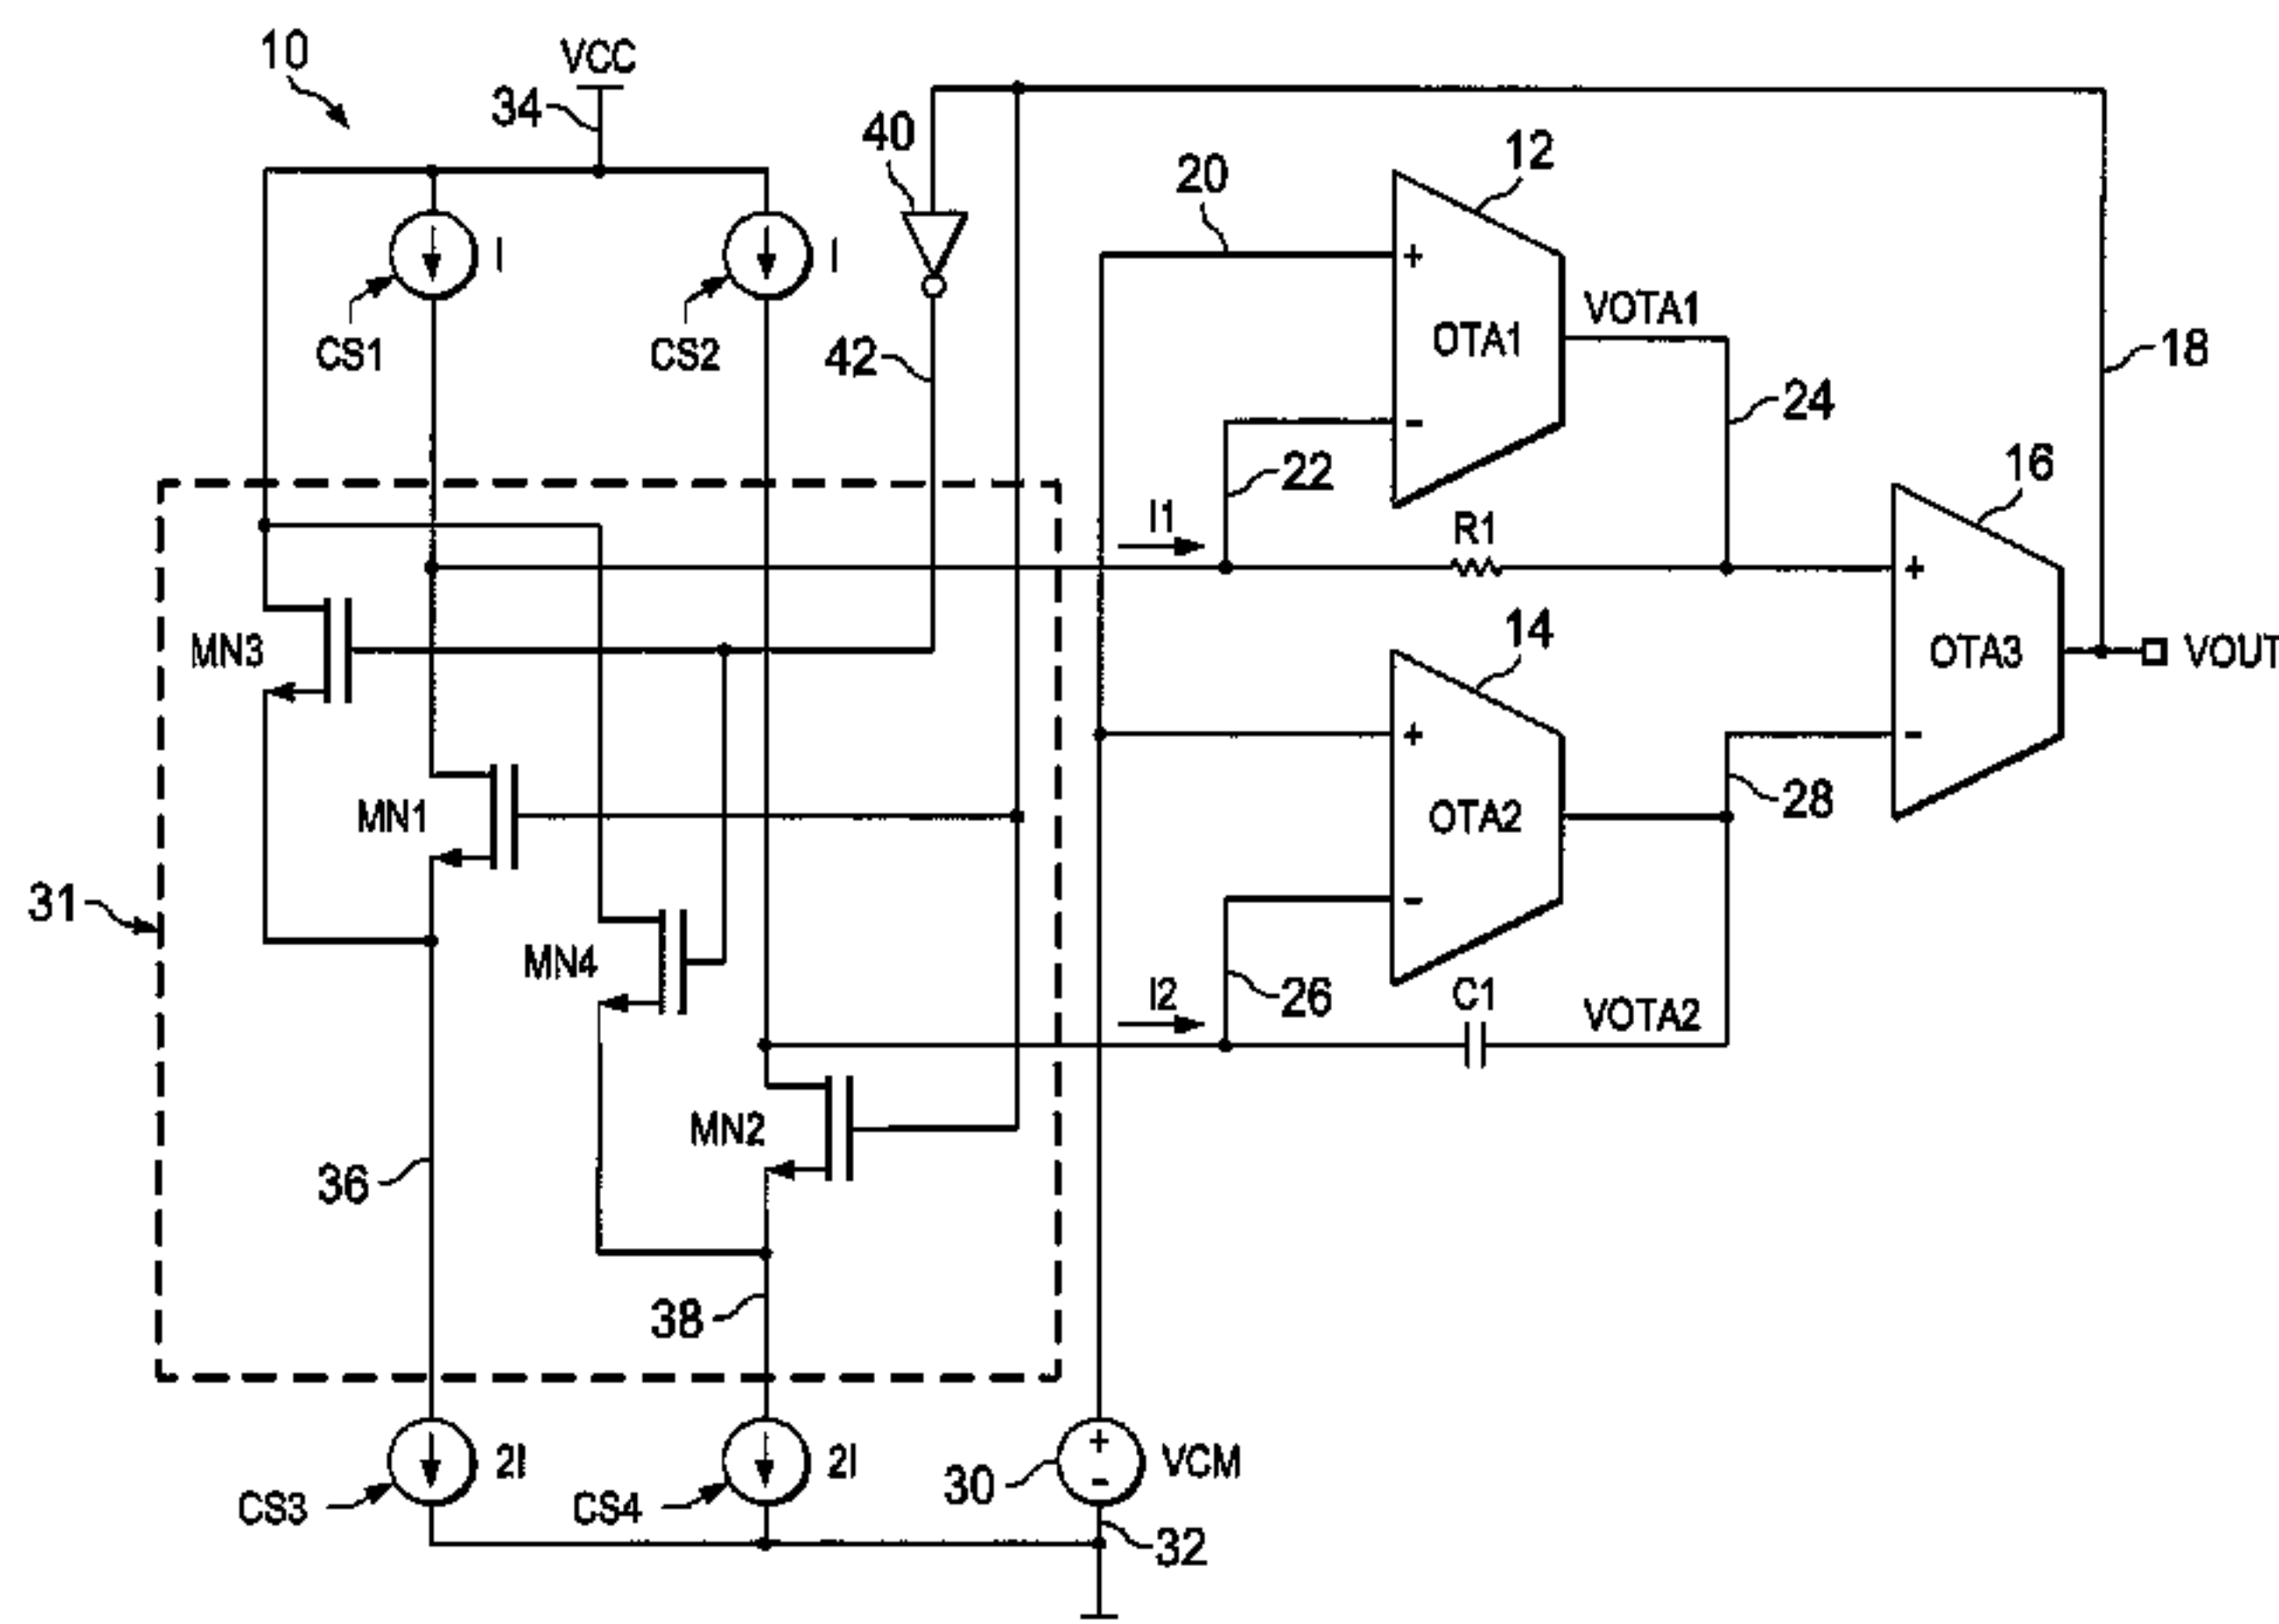 10
VCC
34
40
12
20
I
I
CS1
CS2
42
+
OTA1
VOTA1
-
24
18
22
I1
R1
16
+
OTA3
VOUT
-
MN3
14
+
OTA2
-
28
MN1
31
MN4
26
I2
C1
VOTA2
MN2
36
38
2I
2I
CS3
CS4
30
+
-
VCM
32